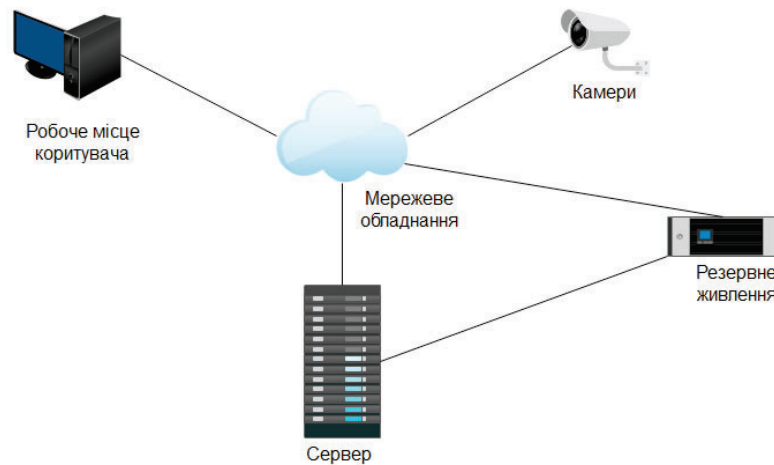 Камери
Робоче місце
коритувача
Мережеве
обладнання
Резервне
живлення
Сервер